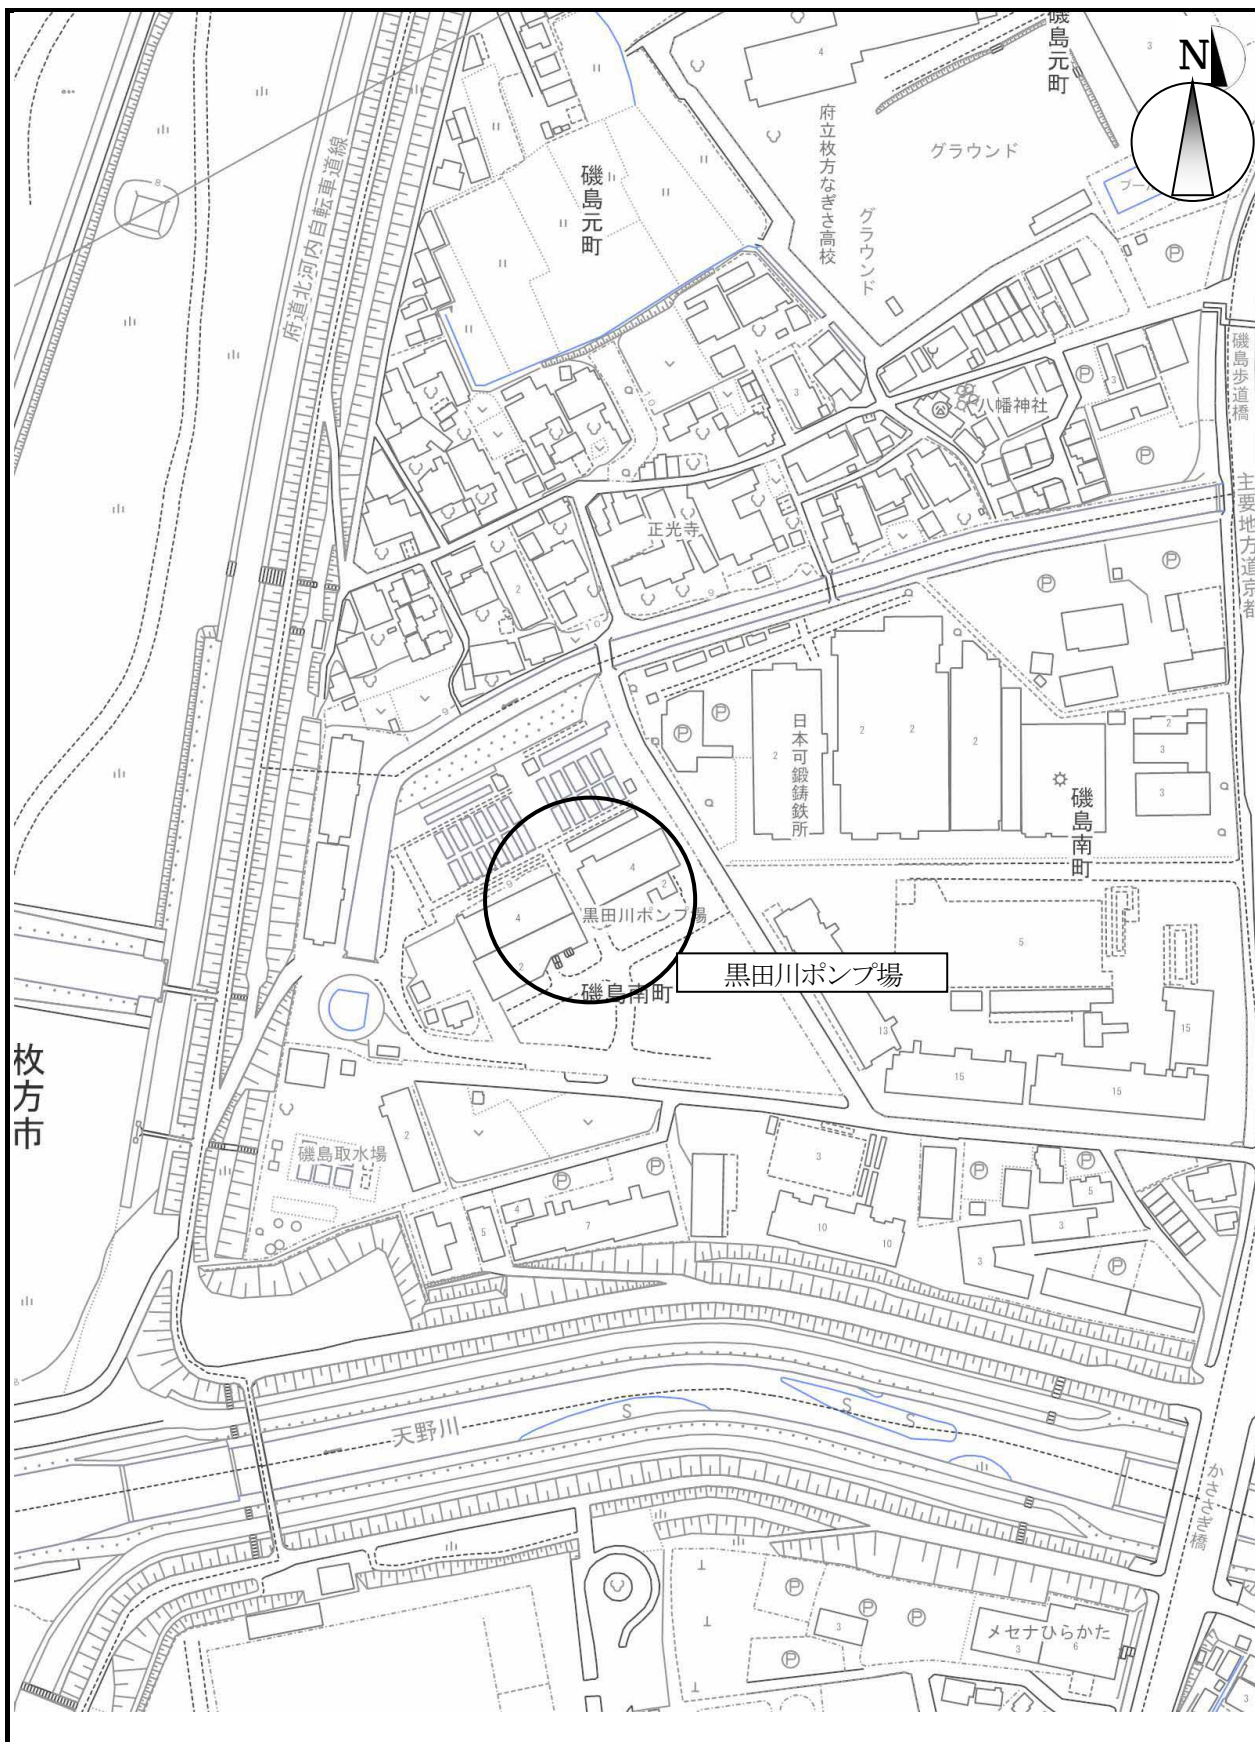 磯島元町
N
府立枚方なぎさ高校
グラウンド
グラウンド
プール
磯島元町
府道北河内自転車道線
磯島歩道橋
八幡神社
主要地方道京都
正光寺
日本可鍛鋳鉄所
磯島南町
黒田川ポンプ場
黒田川ポンプ場
磯島南町
枚方市
磯島取水場
天野川
かささぎ橋
メセナひらかた